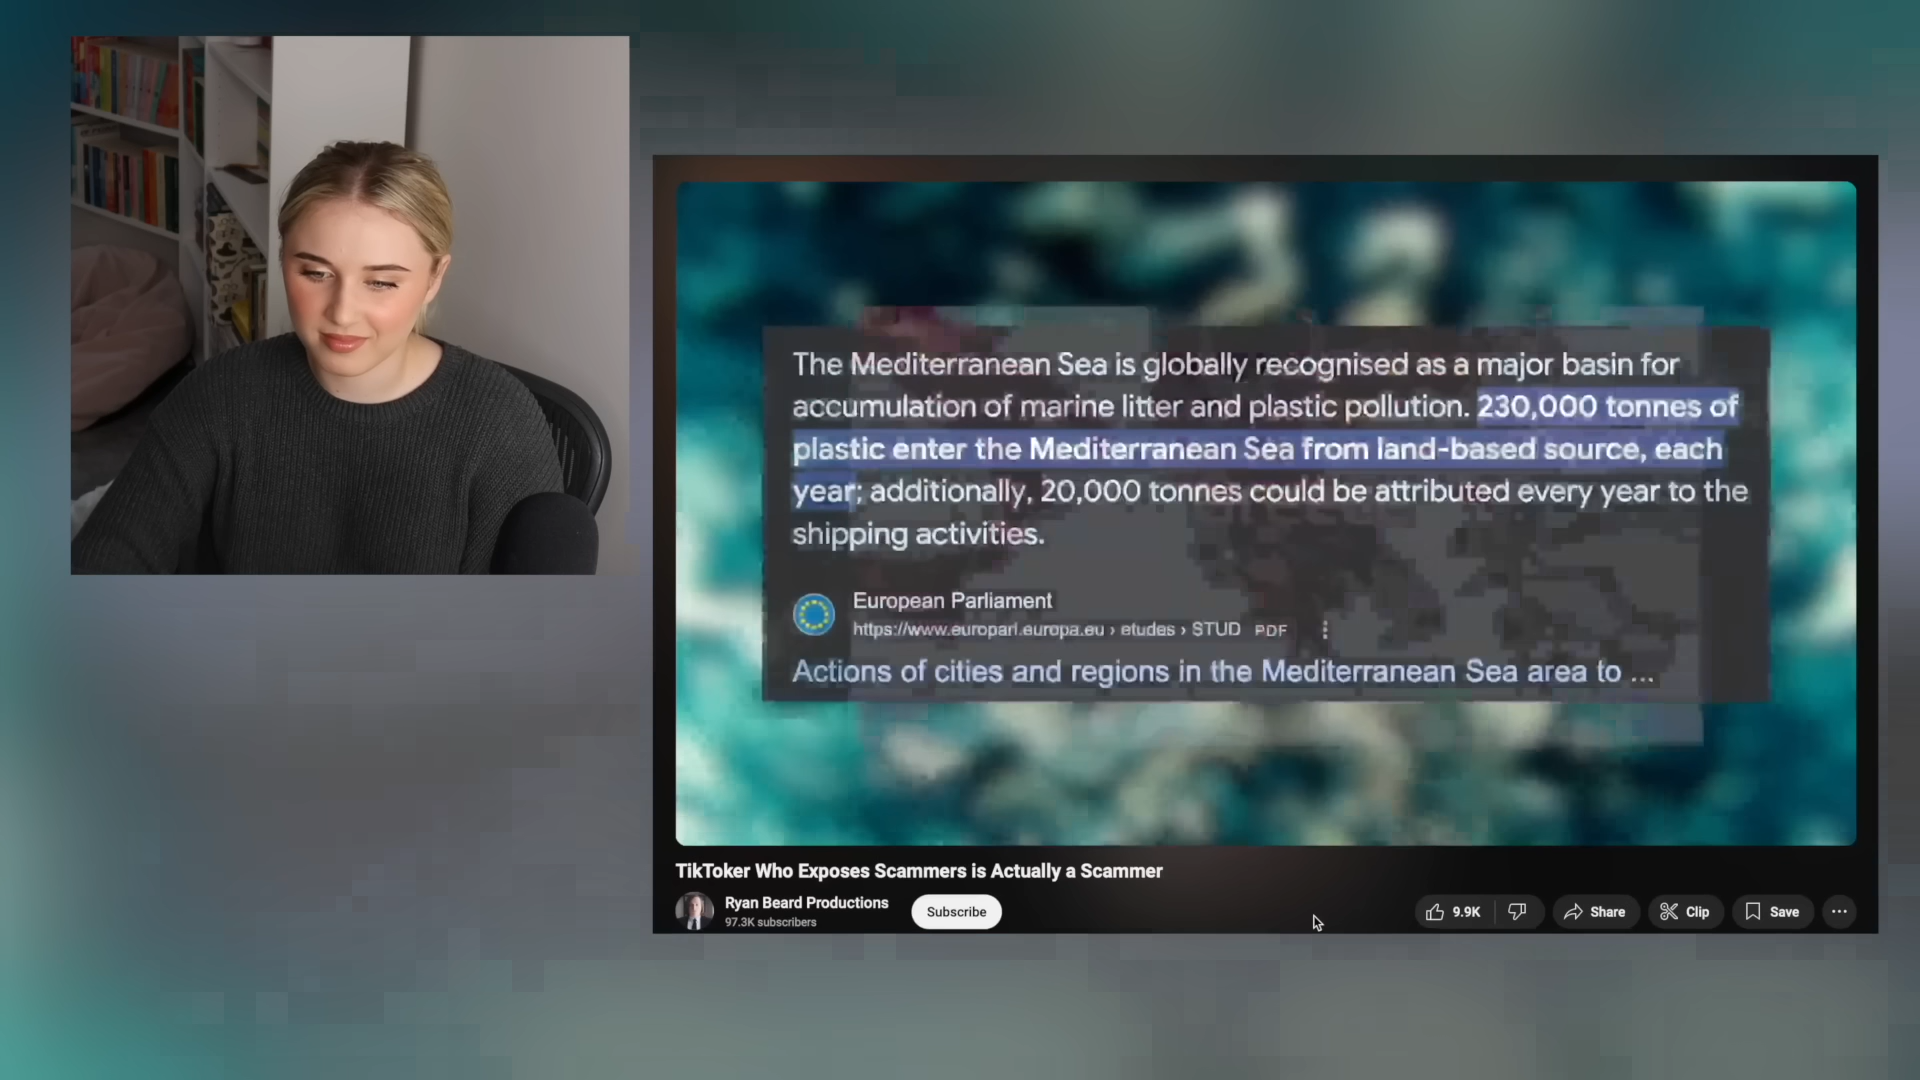 The Mediterranean Sea is globally recognised as a major basin for
accumulation of marine litter and plastic pollution. 230,000 tonnes of
plastic enter the Mediterranean Sea from land-based source, each
year; additionally, 20,000 tonnes could be attributed every year to the
shipping activities.
European Parliament
https://www.europarl.europa.eu › etudes › STUD PDF
Actions of cities and regions in the Mediterranean Sea area to ...
TikToker Who Exposes Scammers is Actually a Scammer
Ryan Beard Productions
97.3K subscribers
Subscribe
9.9K
Share
Clip
Save